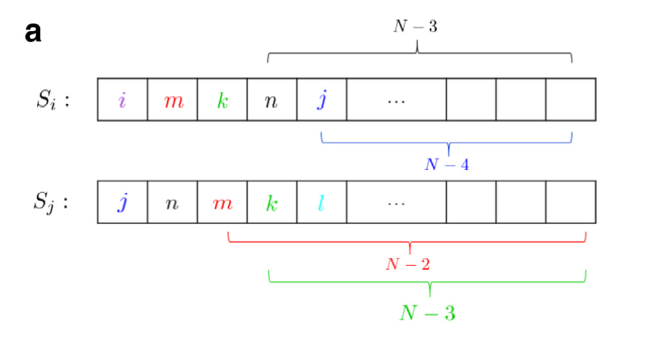 a
N − 3
S_i : i m k n j ...
N − 4
S_j : j n m k l ...
N − 2
N − 3